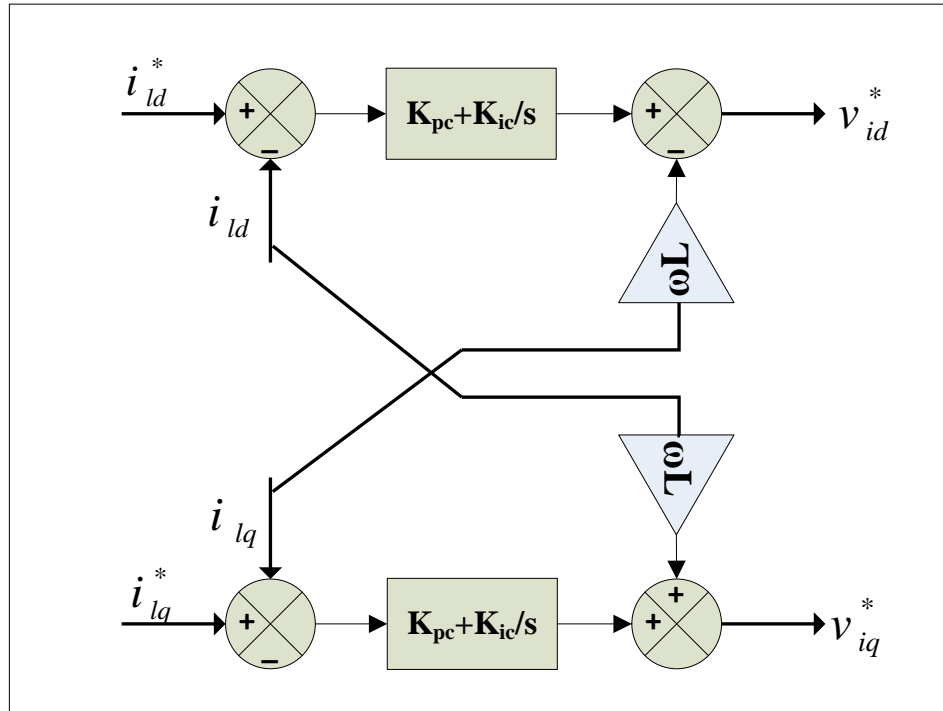 i*ld
+
−
Kpc+Kic/s
+
−
v*id
ild
ωL
ωL
ilq
i*lq
+
−
Kpc+Kic/s
+
+
v*iq